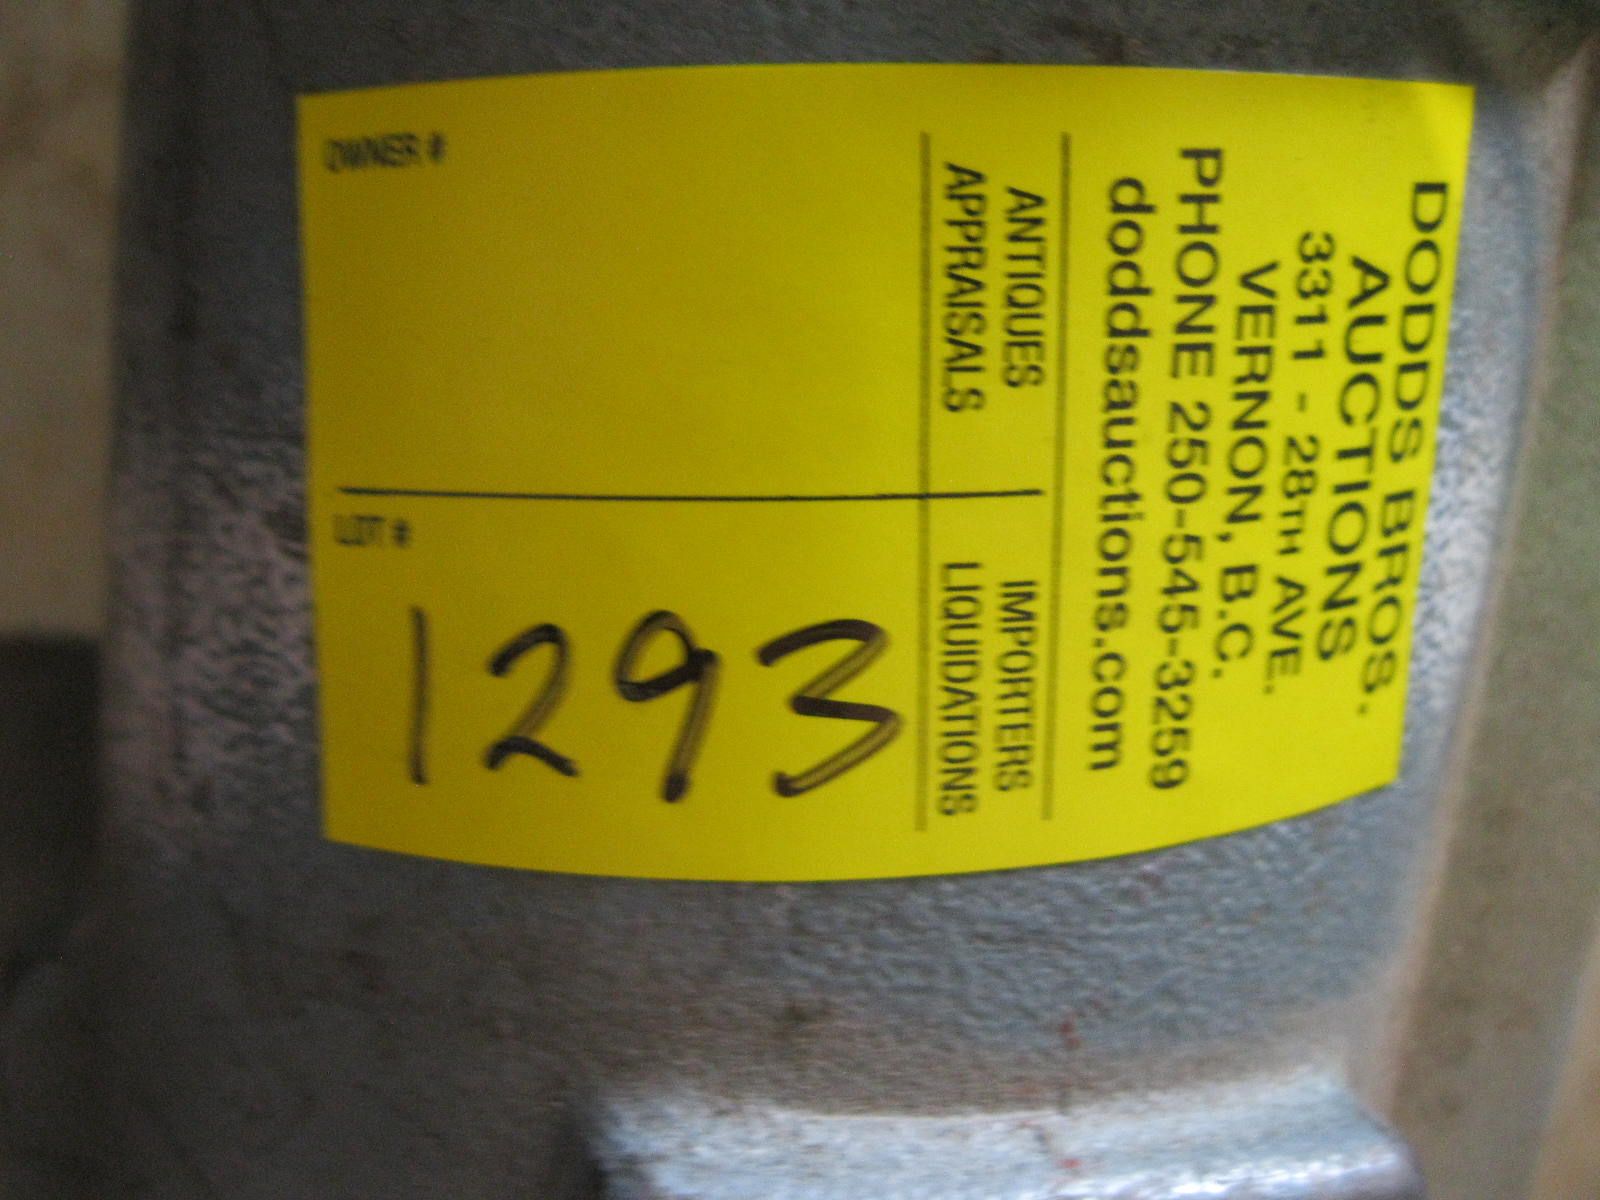 DODDS BROS.
AUCTIONS
3311 - 28TH AVE.
VERNON, B.C.
PHONE 250-545-3259
doddsauctions.com
ANTIQUES
APPRAISALS
IMPORTERS
LIQUIDATIONS
OWNER #
LOT #
1293